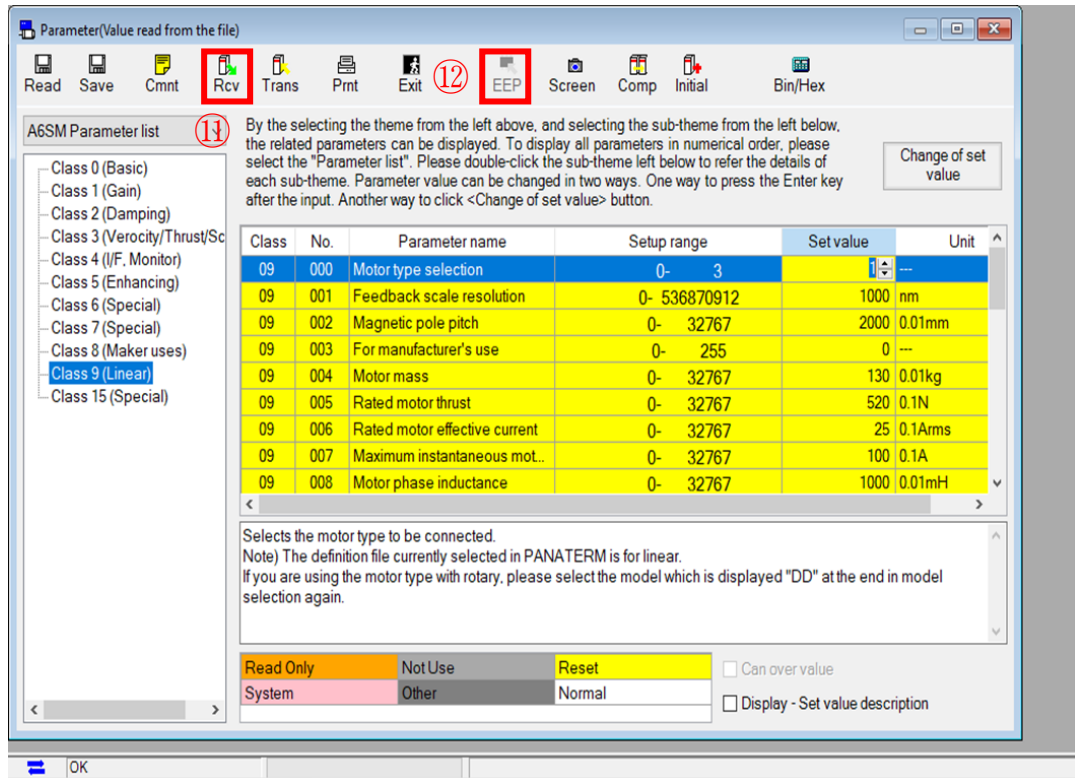 Parameter(Value read from the file)
Read Save Cmnt Rcv Trans Prnt Exit ⑫ EEP Screen Comp Initial Bin/Hex
A6SM Parameter list ⑪
By the selecting the theme from the left above, and selecting the sub-theme from the left below,
the related parameters can be displayed. To display all parameters in numerical order, please
select the "Parameter list". Please double-click the sub-theme left below to refer the details of
each sub-theme. Parameter value can be changed in two ways. One way to press the Enter key
after the input. Another way to click <Change of set value> button.
Change of set
value
Class 0 (Basic)
Class 1 (Gain)
Class 2 (Damping)
Class 3 (Verocity/Thrust/Sc
Class 4 (I/F, Monitor)
Class 5 (Enhancing)
Class 6 (Special)
Class 7 (Special)
Class 8 (Maker uses)
Class 9 (Linear)
Class 15 (Special)
Class No. Parameter name Setup range Set value Unit
09 000 Motor type selection 0- 3 1 ---
09 001 Feedback scale resolution 0- 536870912 1000 nm
09 002 Magnetic pole pitch 0- 32767 2000 0.01mm
09 003 For manufacturer's use 0- 255 0 ---
09 004 Motor mass 0- 32767 130 0.01kg
09 005 Rated motor thrust 0- 32767 520 0.1N
09 006 Rated motor effective current 0- 32767 25 0.1Arms
09 007 Maximum instantaneous mot... 0- 32767 100 0.1A
09 008 Motor phase inductance 0- 32767 1000 0.01mH
Selects the motor type to be connected.
Note) The definition file currently selected in PANATERM is for linear.
If you are using the motor type with rotary, please select the model which is displayed "DD" at the end in model
selection again.
Read Only Not Use Reset
System Other Normal
Can over value
Display - Set value description
OK